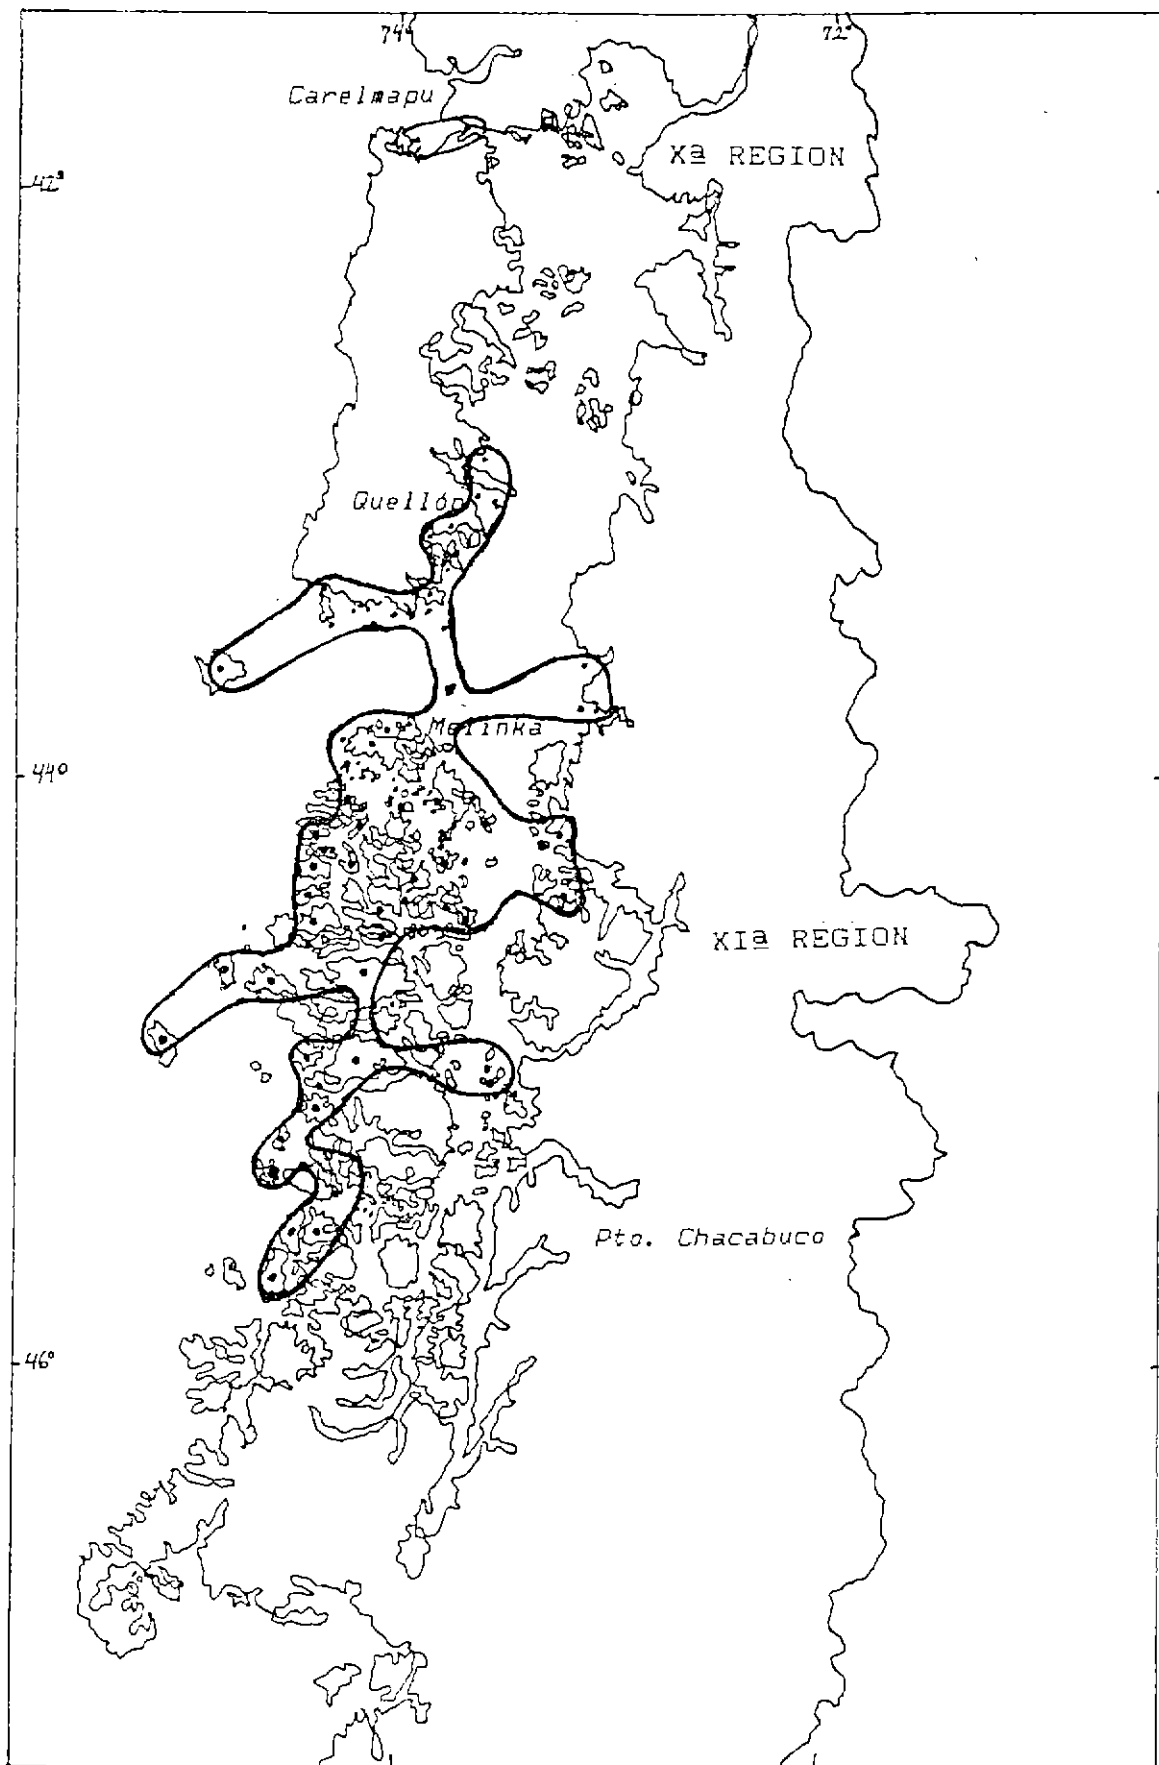 74°
72°
Carelmapu
Xª REGION
42°
Quellón
Melinka
44°
XIª REGION
Pto. Chacabuco
46°